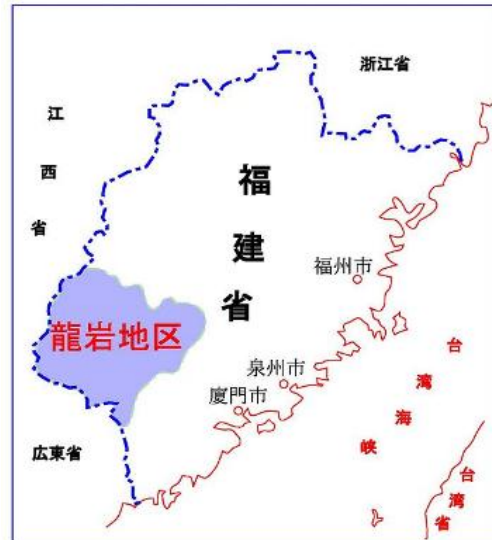 浙江省
江西省
福建省
福州市
龍岩地区
泉州市
厦門市
台湾海峡
広東省
台湾省